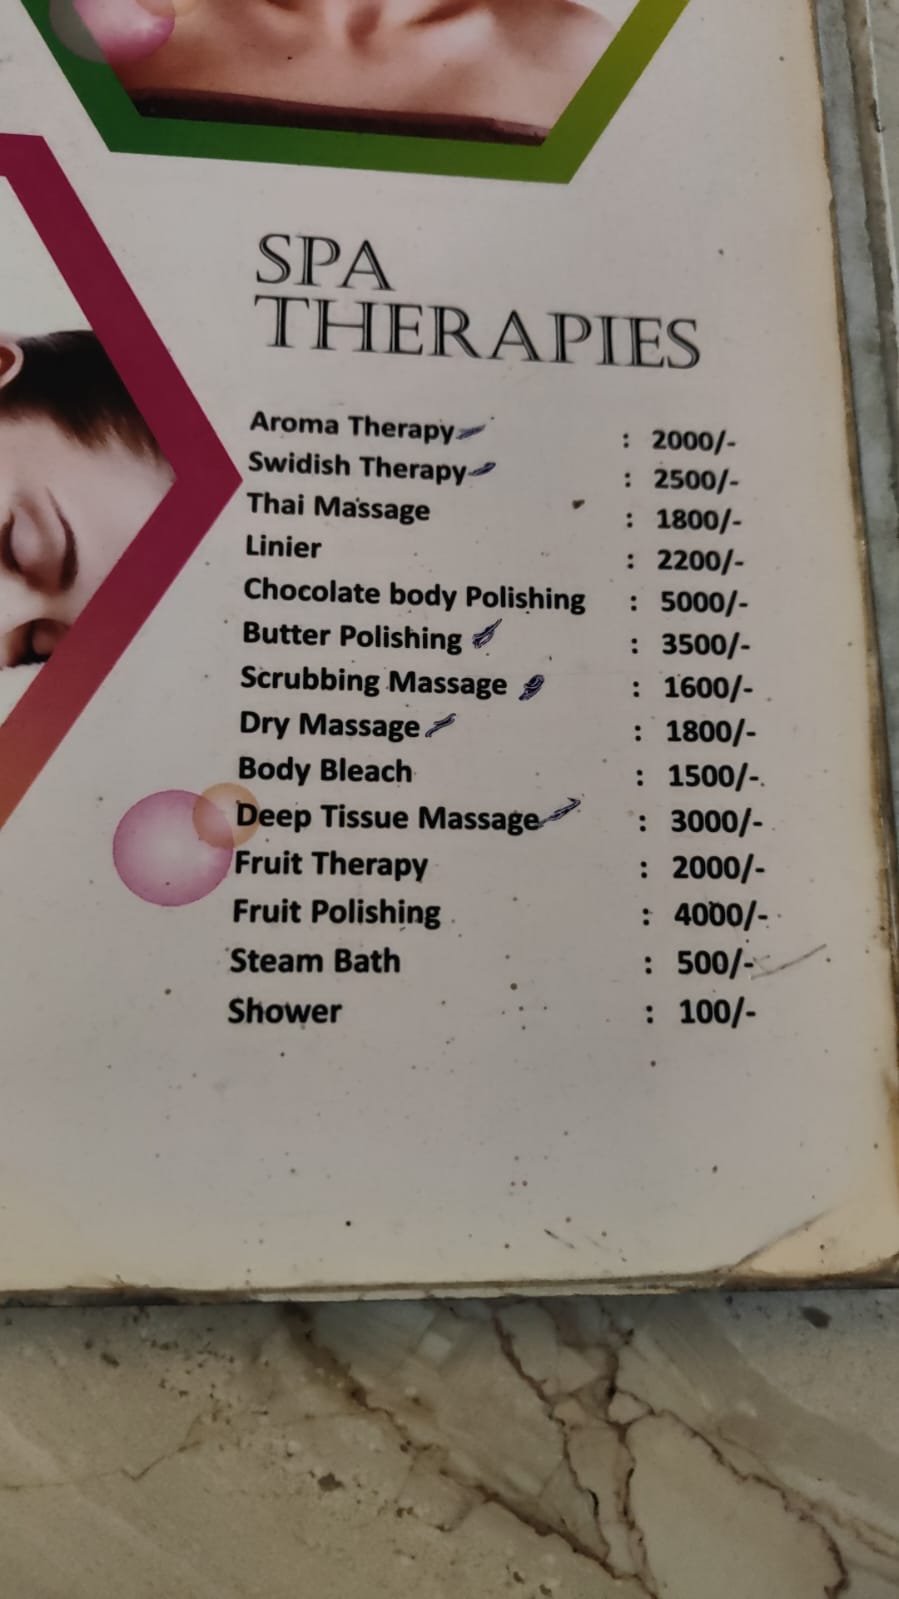 SPA
THERAPIES
Aroma Therapy : 2000/-
Swidish Therapy : 2500/-
Thai Massage : 1800/-
Linier : 2200/-
Chocolate body Polishing : 5000/-
Butter Polishing : 3500/-
Scrubbing Massage : 1600/-
Dry Massage : 1800/-
Body Bleach : 1500/-
Deep Tissue Massage : 3000/-
Fruit Therapy : 2000/-
Fruit Polishing : 4000/-
Steam Bath : 500/-
Shower : 100/-